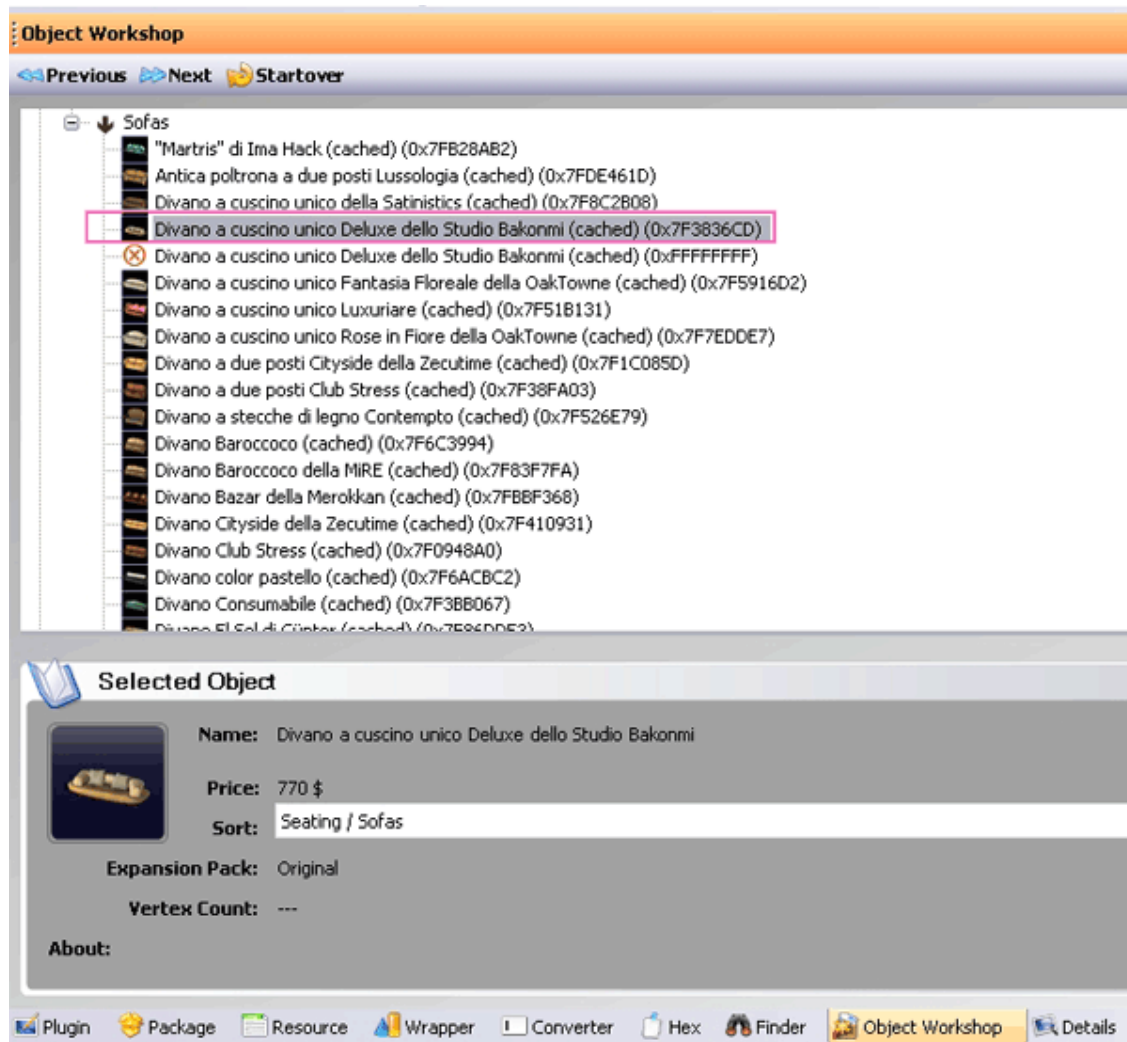 Object Workshop
Previous Next Startover
Sofas
"Martris" di Ima Hack (cached) (0x7FB28AB2)
Antica poltrona a due posti Lussologia (cached) (0x7FDE461D)
Divano a cuscino unico della Satinistics (cached) (0x7F8C2B08)
Divano a cuscino unico Deluxe dello Studio Bakonmi (cached) (0x7F3836CD)
Divano a cuscino unico Deluxe dello Studio Bakonmi (cached) (0xFFFFFFFF)
Divano a cuscino unico Fantasia Floreale della OakTowne (cached) (0x7F5916D2)
Divano a cuscino unico Luxuriare (cached) (0x7F51B131)
Divano a cuscino unico Rose in Fiore della OakTowne (cached) (0x7F7EDDE7)
Divano a due posti Cityside della Zecutime (cached) (0x7F1C085D)
Divano a due posti Club Stress (cached) (0x7F38FA03)
Divano a stecche di legno Contempto (cached) (0x7F526E79)
Divano Baroccoco (cached) (0x7F6C3994)
Divano Baroccoco della MiRE (cached) (0x7F83F7FA)
Divano Bazar della Merokkan (cached) (0x7FBBF368)
Divano Cityside della Zecutime (cached) (0x7F410931)
Divano Club Stress (cached) (0x7F0948A0)
Divano color pastello (cached) (0x7F6ACBC2)
Divano Consumabile (cached) (0x7F3BB067)
Divano El Sol di Günter (cached)
Selected Object
Name: Divano a cuscino unico Deluxe dello Studio Bakonmi
Price: 770 $
Sort: Seating / Sofas
Expansion Pack: Original
Vertex Count: ---
About:
Plugin Package Resource Wrapper Converter Hex Finder Object Workshop Details